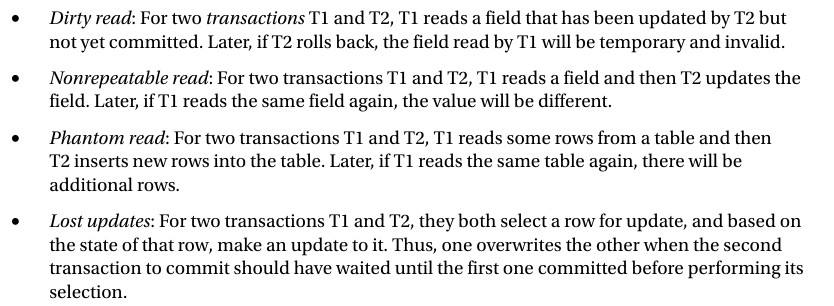 • Dirty read: For two transactions T1 and T2, T1 reads a field that has been updated by T2 but
not yet committed. Later, if T2 rolls back, the field read by T1 will be temporary and invalid.
• Nonrepeatable read: For two transactions T1 and T2, T1 reads a field and then T2 updates the
field. Later, if T1 reads the same field again, the value will be different.
• Phantom read: For two transactions T1 and T2, T1 reads some rows from a table and then
T2 inserts new rows into the table. Later, if T1 reads the same table again, there will be
additional rows.
• Lost updates: For two transactions T1 and T2, they both select a row for update, and based on
the state of that row, make an update to it. Thus, one overwrites the other when the second
transaction to commit should have waited until the first one committed before performing its
selection.